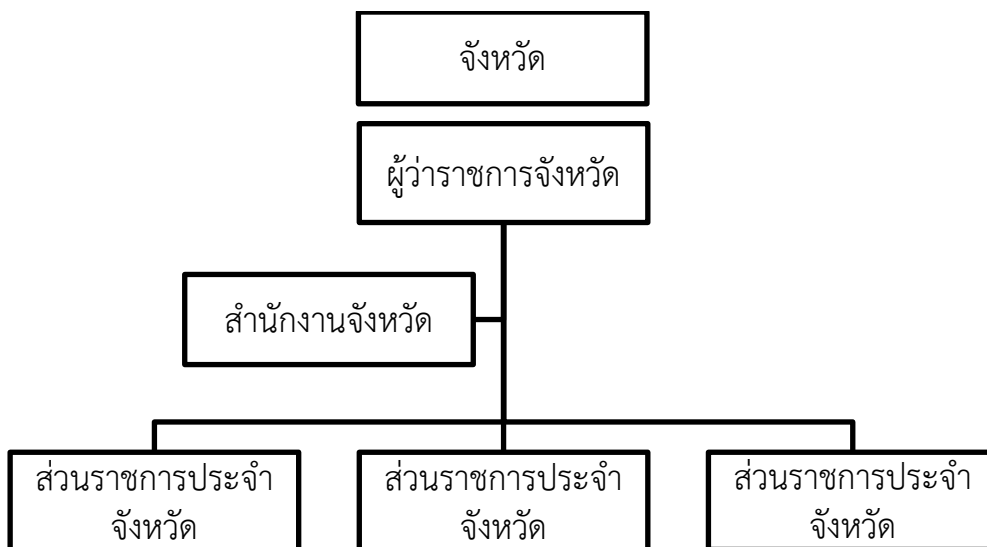 จังหวัด
ผู้ว่าราชการจังหวัด
สำนักงานจังหวัด
ส่วนราชการประจำ
จังหวัด
ส่วนราชการประจำ
จังหวัด
ส่วนราชการประจำ
จังหวัด